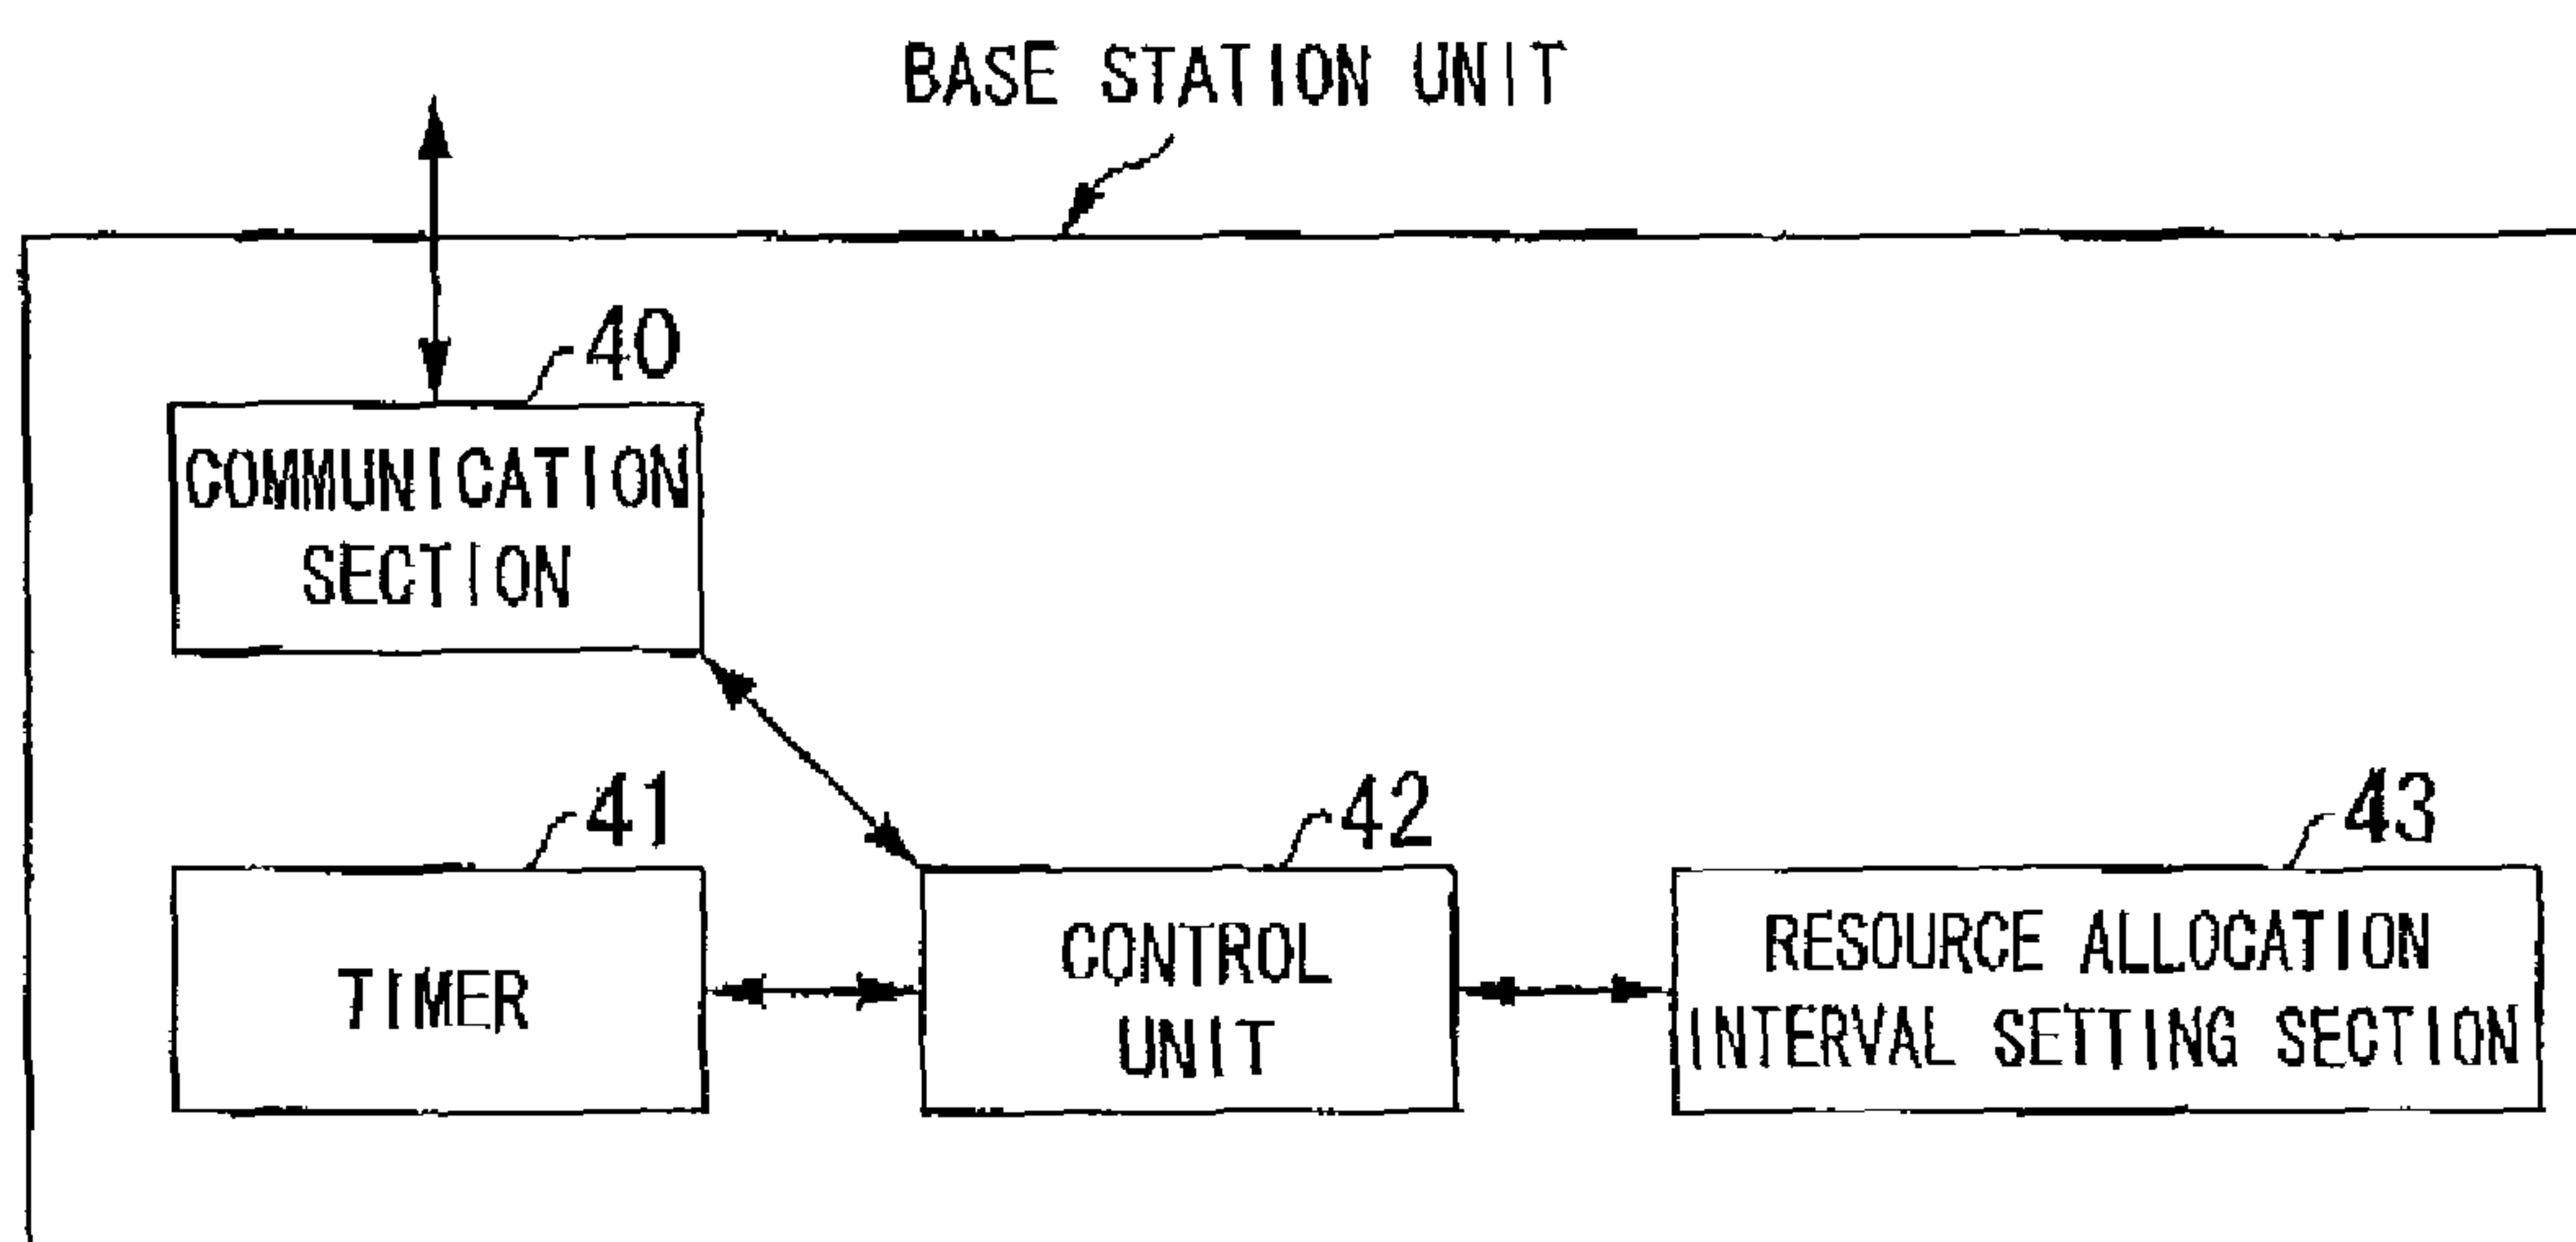 BASE STATION UNIT
40
COMMUNICATION
SECTION
41
TIMER
42
CONTROL
UNIT
43
RESOURCE ALLOCATION
INTERVAL SETTING SECTION